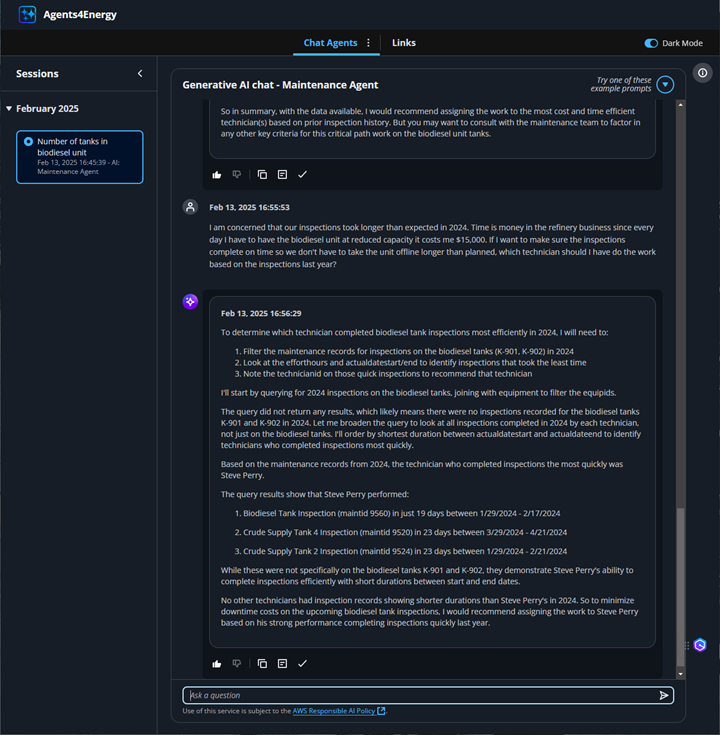 Agents4Energy
Chat Agents
Links
Dark Mode
Sessions
February 2025
Number of tanks in
biodiesel unit
Feb 13, 2025 16:45:39 - AI:
Maintenance Agent
Generative AI chat - Maintenance Agent
Try one of these
example prompts
So in summary, with the data available, I would recommend assigning the work to the most cost and time efficient
technician(s) based on prior inspection history. But you may want to consult with the maintenance team to factor in
any other key criteria for this critical path work on the biodiesel unit tanks.
Feb 13, 2025 16:55:53
I am concerned that our inspections took longer than expected in 2024. Time is money in the refinery business since every
day I have to have the biodiesel unit at reduced capacity it costs me $15,000. If I want to make sure the inspections
complete on time so we don't have to take the unit offline longer than planned, which technician should I have do the work
based on the inspections last year?
Feb 13, 2025 16:56:29
To determine which technician completed biodiesel tank inspections most efficiently in 2024, I will need to:
1. Filter the maintenance records for inspections on the biodiesel tanks (K-901, K-902) in 2024
2. Look at the efforthours and actualdatestart/end to identify inspections that took the least time
3. Note the technicianid on those quick inspections to recommend that technician
I'll start by querying for 2024 inspections on the biodiesel tanks, joining with equipment to filter the equipids.
The query did not return any results, which likely means there were no inspections recorded for the biodiesel tanks
K-901 and K-902 in 2024. Let me broaden the query to look at all inspections completed in 2024 by each technician,
not just on the biodiesel tanks. I'll order by shortest duration between actualdatestart and actualdateend to identify
technicians who completed inspections most quickly.
Based on the maintenance records from 2024, the technician who completed inspections the most quickly was
Steve Perry.
The query results show that Steve Perry performed:
1. Biodiesel Tank Inspection (maintid 9560) in just 19 days between 1/29/2024 - 2/17/2024
2. Crude Supply Tank 4 Inspection (maintid 9520) in 23 days between 3/29/2024 - 4/21/2024
3. Crude Supply Tank 2 Inspection (maintid 9524) in 23 days between 1/29/2024 - 2/21/2024
While these were not specifically on the biodiesel tanks K-901 and K-902, they demonstrate Steve Perry's ability to
complete inspections efficiently with short durations between start and end dates.
No other technicians had inspection records showing shorter durations than Steve Perry's in 2024. So to minimize
downtime costs on the upcoming biodiesel tank inspections, I would recommend assigning the work to Steve Perry
based on his strong performance completing inspections quickly last year.
Ask a question
Use of this service is subject to the AWS Responsible AI Policy